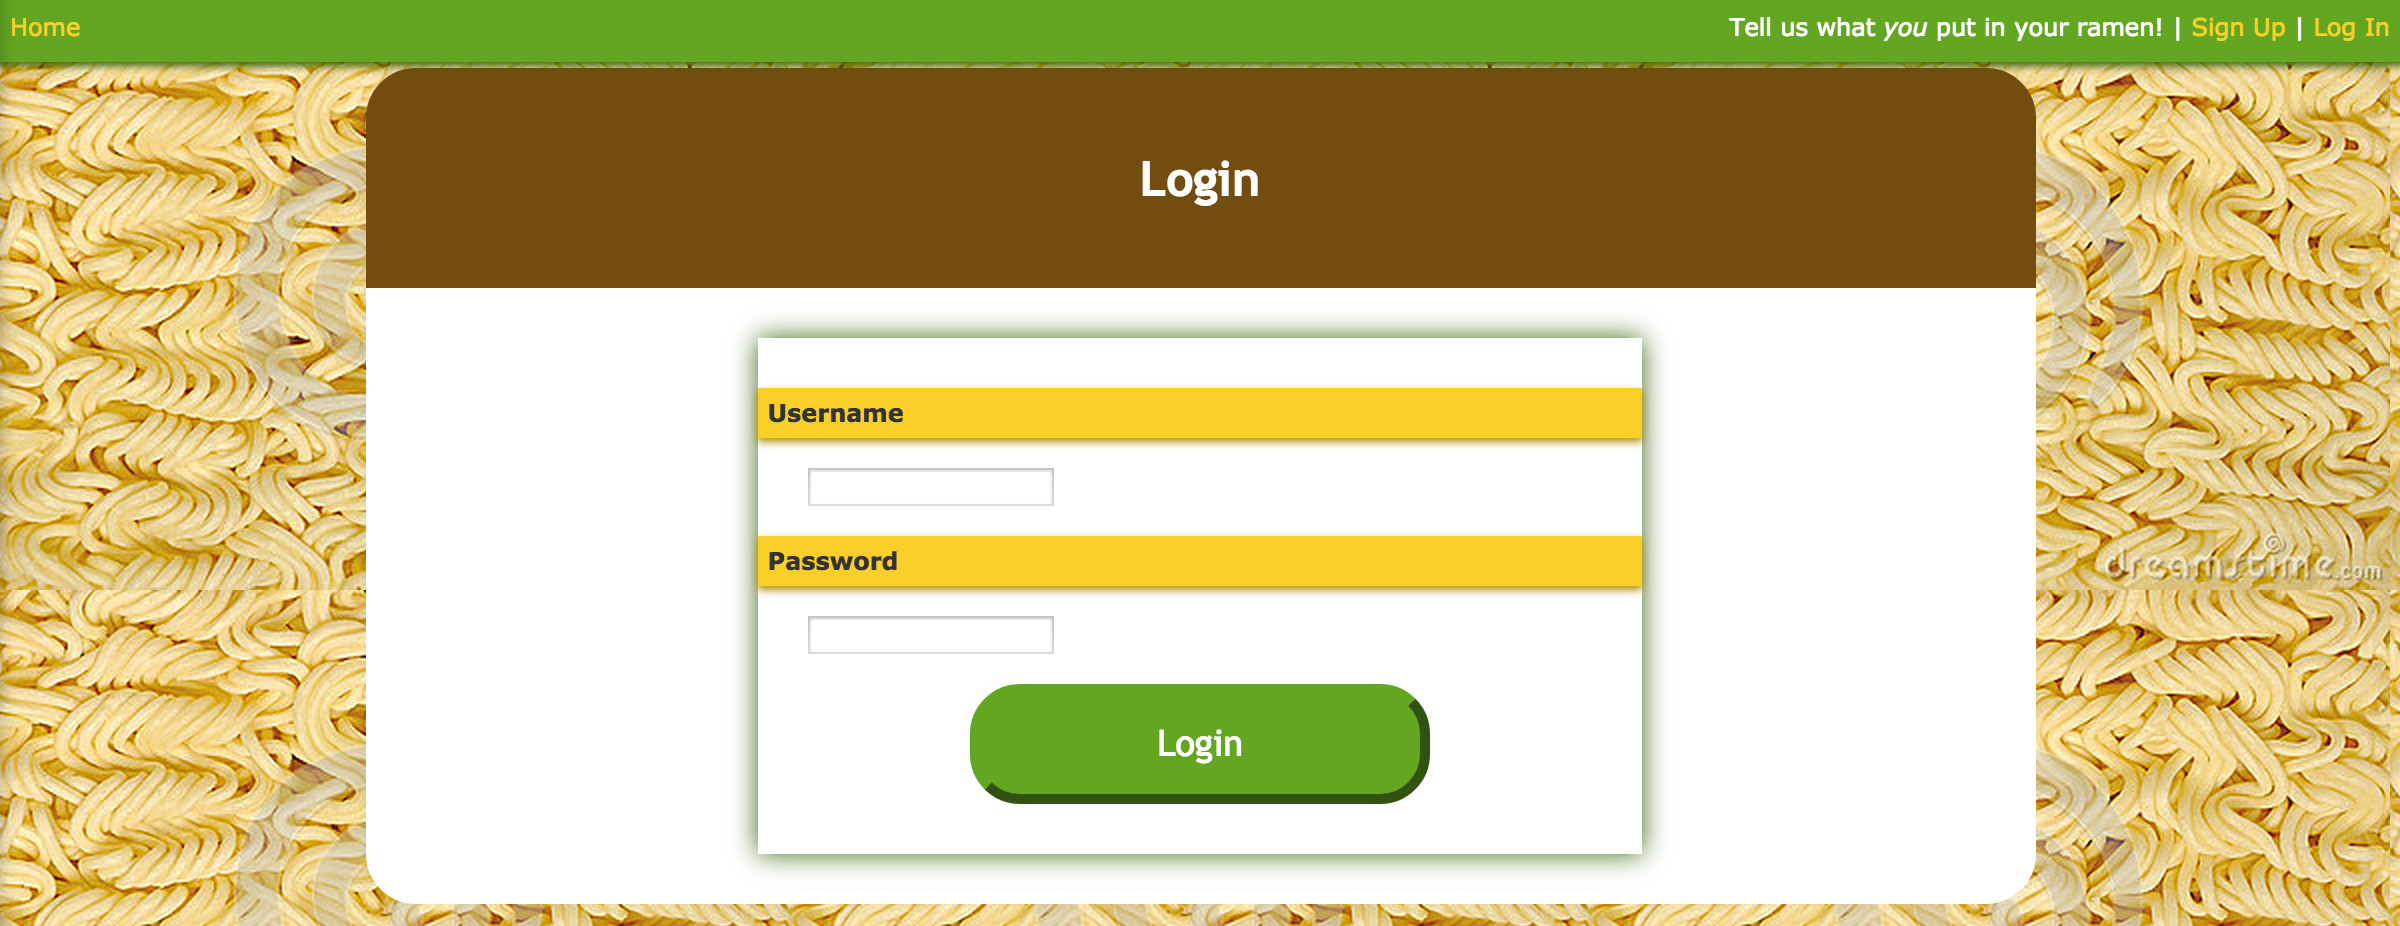 Home
Tell us what you put in your ramen! | Sign Up | Log In
Login
Username
Password
dreamstime.com
Login